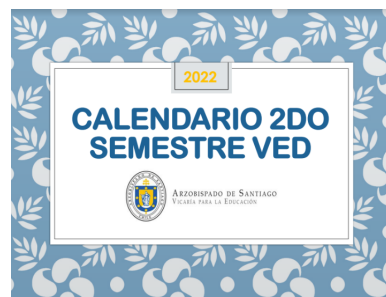 2022
CALENDARIO 2DO
SEMESTRE VED
ARZOBISPADO DE SANTIAGO
VICARÍA PARA LA EDUCACIÓN